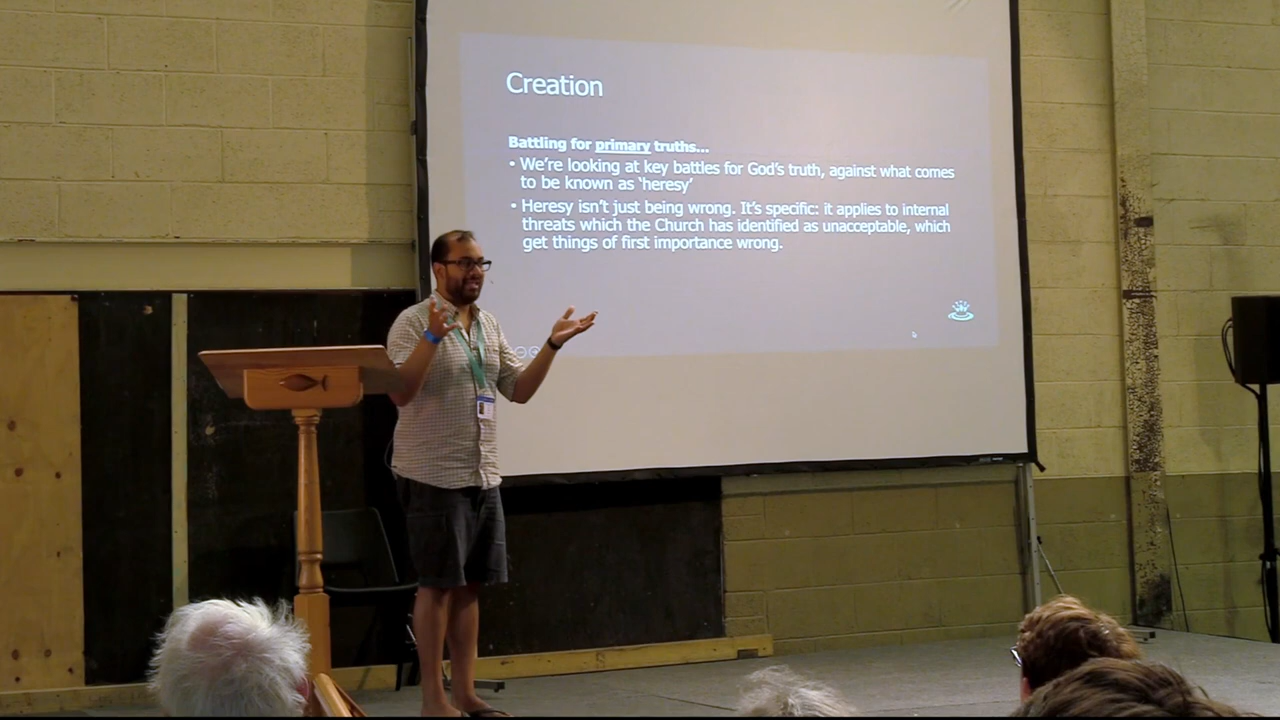 Creation
Battling for primary truths...
• We're looking at key battles for God's truth, against what comes
to be known as 'heresy'
• Heresy isn't just being wrong. It's specific: it applies to internal
threats which the Church has identified as unacceptable, which
get things of first importance wrong.